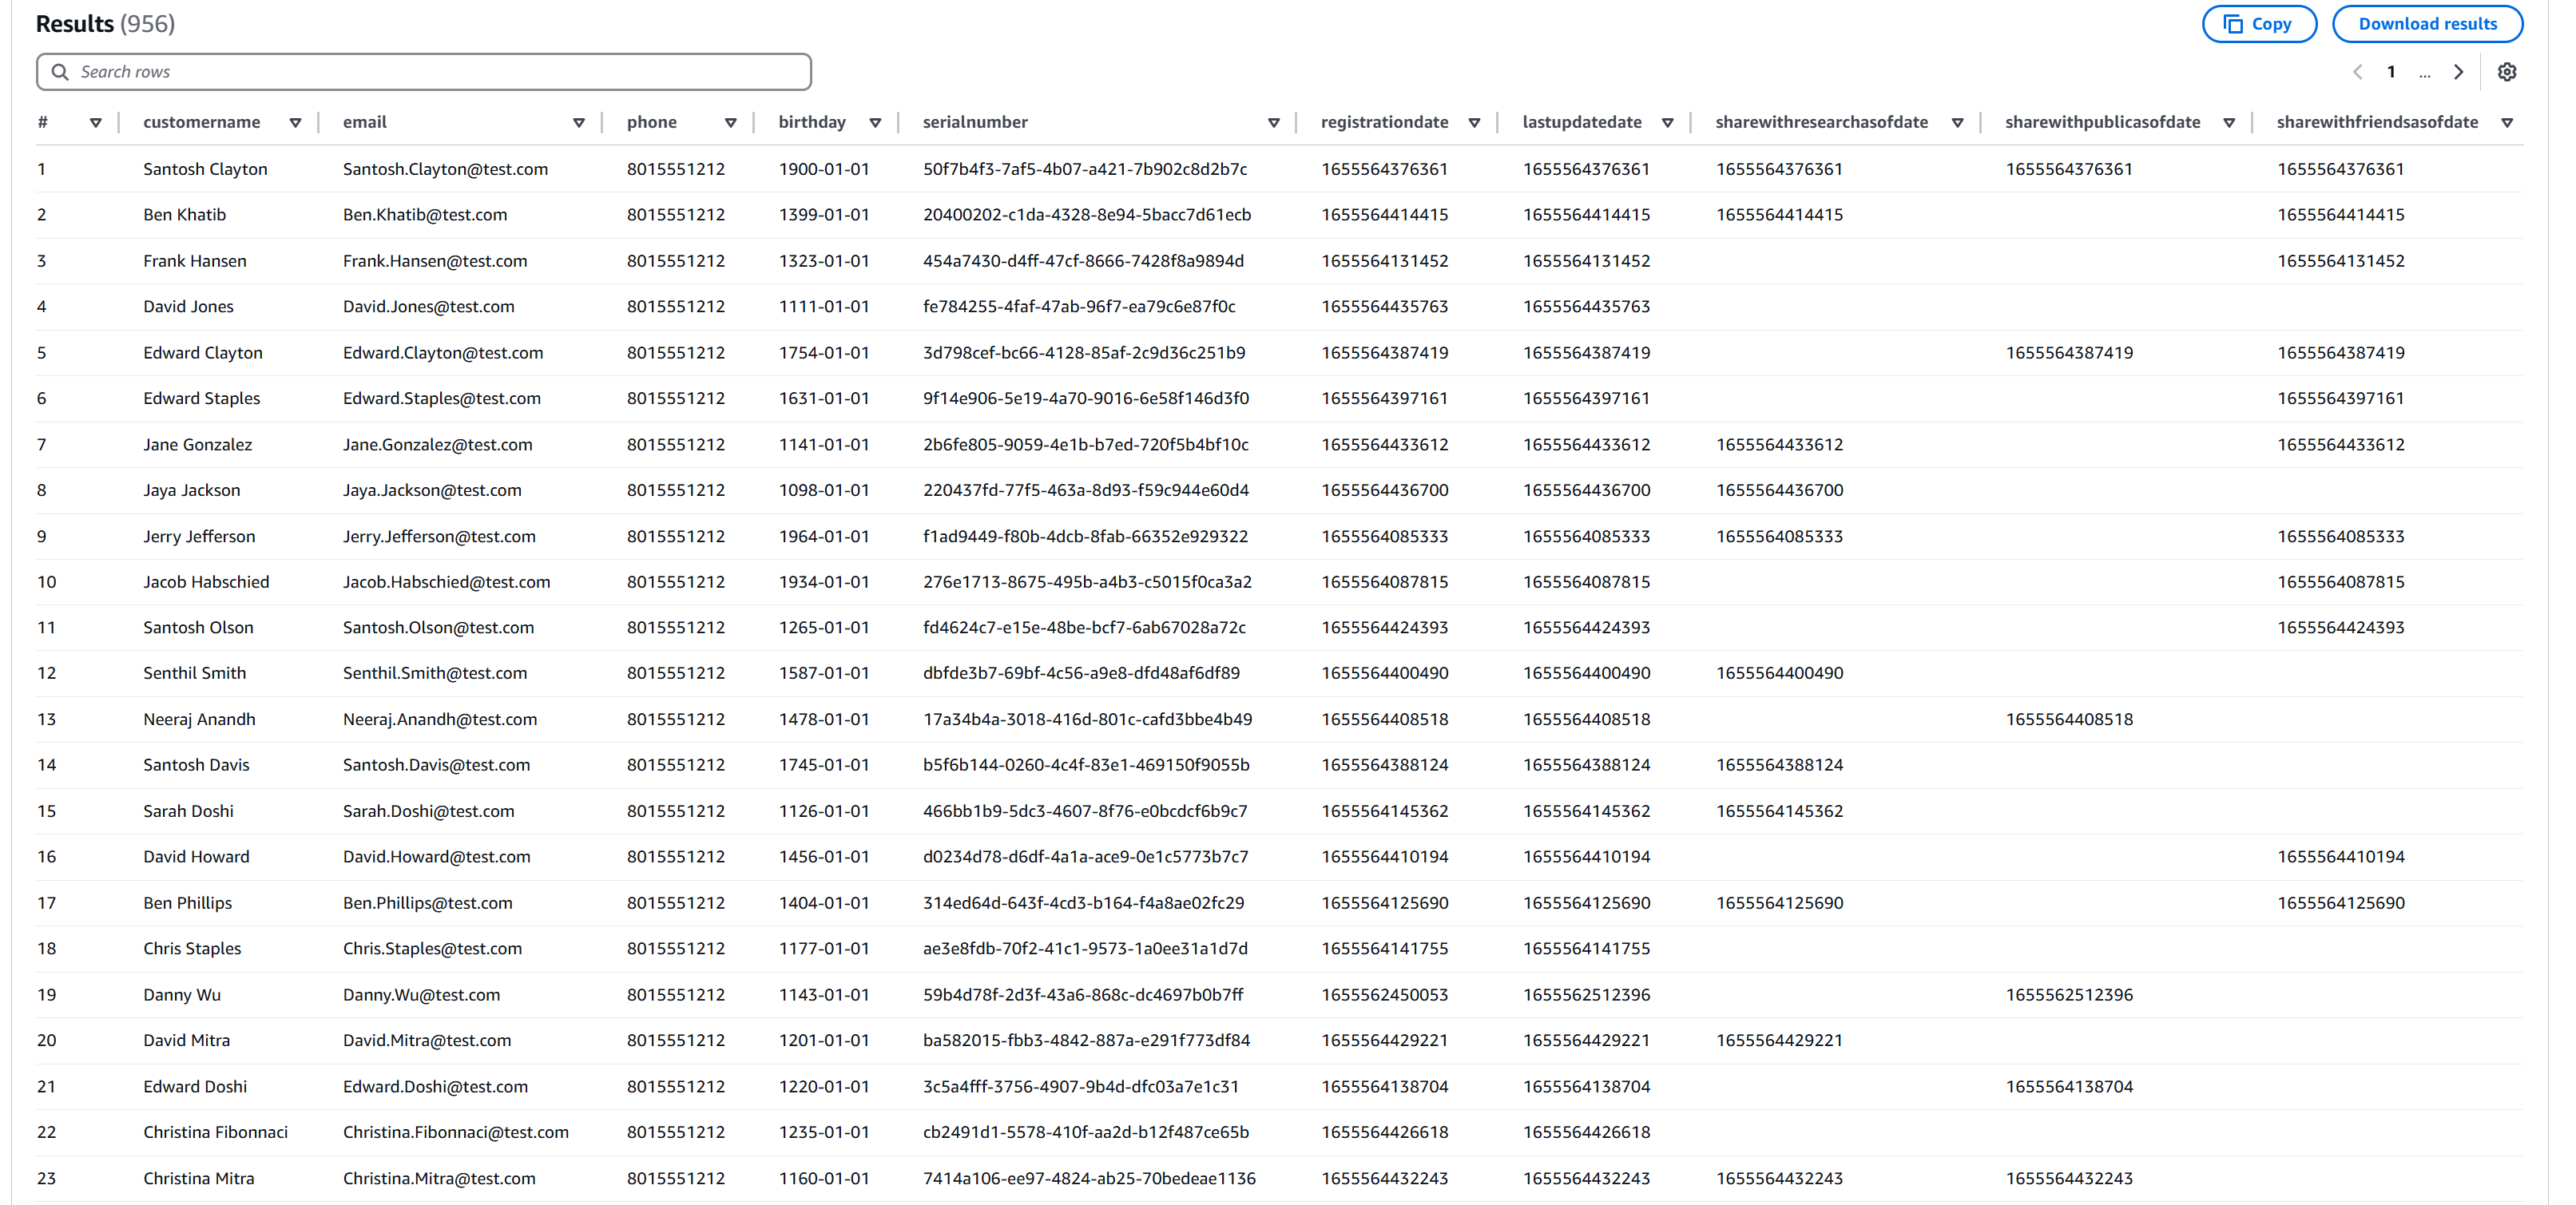 Results (956)
Copy
Download results
Search rows
1 ...
# customername email phone birthday serialnumber registrationdate lastupdatedate sharewithresearchasofdate sharewithpublicasofdate sharewithfriendsasofdate
1 Santosh Clayton Santosh.Clayton@test.com 8015551212 1900-01-01 50f7b4f3-7af5-4b07-a421-7b902c8d2b7c 1655564376361 1655564376361 1655564376361 1655564376361 1655564376361
2 Ben Khatib Ben.Khatib@test.com 8015551212 1399-01-01 20400202-c1da-4328-8e94-5bacc7d61ecb 1655564414415 1655564414415 1655564414415 1655564414415
3 Frank Hansen Frank.Hansen@test.com 8015551212 1323-01-01 454a7430-d4ff-47cf-8666-7428f8a9894d 1655564131452 1655564131452 1655564131452
4 David Jones David.Jones@test.com 8015551212 1111-01-01 fe784255-4faf-47ab-96f7-ea79c6e87f0c 1655564435763 1655564435763
5 Edward Clayton Edward.Clayton@test.com 8015551212 1754-01-01 3d798cef-bc66-4128-85af-2c9d36c251b9 1655564387419 1655564387419 1655564387419 1655564387419
6 Edward Staples Edward.Staples@test.com 8015551212 1631-01-01 9f14e906-5e19-4a70-9016-6e58f146d3f0 1655564397161 1655564397161 1655564397161
7 Jane Gonzalez Jane.Gonzalez@test.com 8015551212 1141-01-01 2b6fe805-9059-4e1b-b7ed-720f5b4bf10c 1655564433612 1655564433612 1655564433612 1655564433612
8 Jaya Jackson Jaya.Jackson@test.com 8015551212 1098-01-01 220437fd-77f5-463a-8d93-f59c944e60d4 1655564436700 1655564436700 1655564436700
9 Jerry Jefferson Jerry.Jefferson@test.com 8015551212 1964-01-01 f1ad9449-f80b-4dcb-8fab-66352e929322 1655564085333 1655564085333 1655564085333 1655564085333
10 Jacob Habschied Jacob.Habschied@test.com 8015551212 1934-01-01 276e1713-8675-495b-a4b3-c5015f0ca3a2 1655564087815 1655564087815 1655564087815
11 Santosh Olson Santosh.Olson@test.com 8015551212 1265-01-01 fd4624c7-e15e-48be-bcf7-6ab67028a72c 1655564424393 1655564424393 1655564424393
12 Senthil Smith Senthil.Smith@test.com 8015551212 1587-01-01 dbfde3b7-69bf-4c56-a9e8-dfd48af6df89 1655564400490 1655564400490 1655564400490
13 Neeraj Anandh Neeraj.Anandh@test.com 8015551212 1478-01-01 17a34b4a-3018-416d-801c-cafd3bbe4b49 1655564408518 1655564408518 1655564408518
14 Santosh Davis Santosh.Davis@test.com 8015551212 1745-01-01 b5f6b144-0260-4c4f-83e1-469150f9055b 1655564388124 1655564388124 1655564388124
15 Sarah Doshi Sarah.Doshi@test.com 8015551212 1126-01-01 466bb1b9-5dc3-4607-8f76-e0bcdcf6b9c7 1655564145362 1655564145362 1655564145362
16 David Howard David.Howard@test.com 8015551212 1456-01-01 d0234d78-d6df-4a1a-ace9-0e1c5773b7c7 1655564410194 1655564410194 1655564410194
17 Ben Phillips Ben.Phillips@test.com 8015551212 1404-01-01 314ed64d-643f-4cd3-b164-f4a8ae02fc29 1655564125690 1655564125690 1655564125690 1655564125690
18 Chris Staples Chris.Staples@test.com 8015551212 1177-01-01 ae3e8fdb-70f2-41c1-9573-1a0ee31a1d7d 1655564141755 1655564141755
19 Danny Wu Danny.Wu@test.com 8015551212 1143-01-01 59b4d78f-2d3f-43a6-868c-dc4697b0b7ff 1655562450053 1655562512396 1655562512396
20 David Mitra David.Mitra@test.com 8015551212 1201-01-01 ba582015-fbb3-4842-887a-e291f773df84 1655564429221 1655564429221 1655564429221
21 Edward Doshi Edward.Doshi@test.com 8015551212 1220-01-01 3c5a4fff-3756-4907-9b4d-dfc03a7e1c31 1655564138704 1655564138704 1655564138704
22 Christina Fibonnaci Christina.Fibonnaci@test.com 8015551212 1235-01-01 cb2491d1-5578-410f-aa2d-b12f487ce65b 1655564426618 1655564426618
23 Christina Mitra Christina.Mitra@test.com 8015551212 1160-01-01 7414a106-ee97-4824-ab25-70bedeae1136 1655564432243 1655564432243 1655564432243 1655564432243